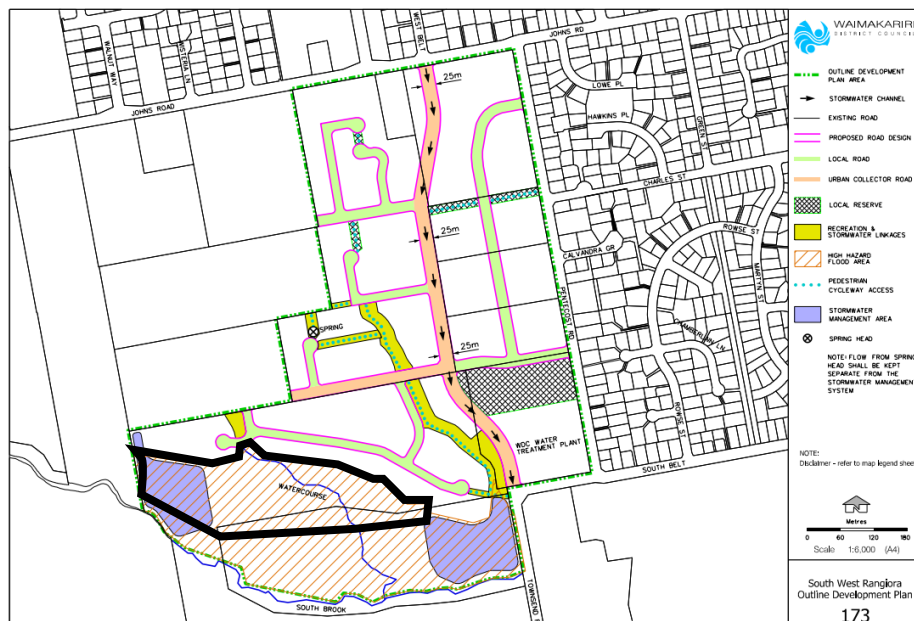 WALNUT WAY
WISTERIA LN
WEST BELT
JOHNS RD
JOHNS ROAD
25m
LOWE PL
HAWKINS PL
GREEN ST
CHARLES ST
25m
ROWSE ST
CALVANDRA GR
MARTYN ST
PENTECOST RD
SPRING
25m
CHAMBERLAIN LN
ROWSE ST
WDC WATER
TREATMENT PLANT
SOUTH BELT
WATERCOURSE
SOUTH BROOK
TOWNSEND
WAIMAKARIRI
DISTRICT COUNCIL
OUTLINE DEVELOPMENT
PLAN AREA
STORMWATER CHANNEL
EXISTING ROAD
PROPOSED ROAD DESIGN
LOCAL ROAD
URBAN COLLECTOR ROAD
LOCAL RESERVE
RECREATION &
STORMWATER LINKAGES
HIGH HAZARD
FLOOD AREA
PEDESTRIAN
CYCLEWAY ACCESS
STORMWATER
MANAGEMENT AREA
SPRING HEAD
NOTE: FLOW FROM SPRING
HEAD SHALL BE KEPT
SEPARATE FROM THE
STORMWATER MANAGEMENT
SYSTEM
NOTE:
Disclaimer - refer to map legend sheet
Metres
0 60 120 180
Scale 1:6,000 (A4)
South West Rangiora
Outline Development Plan
173